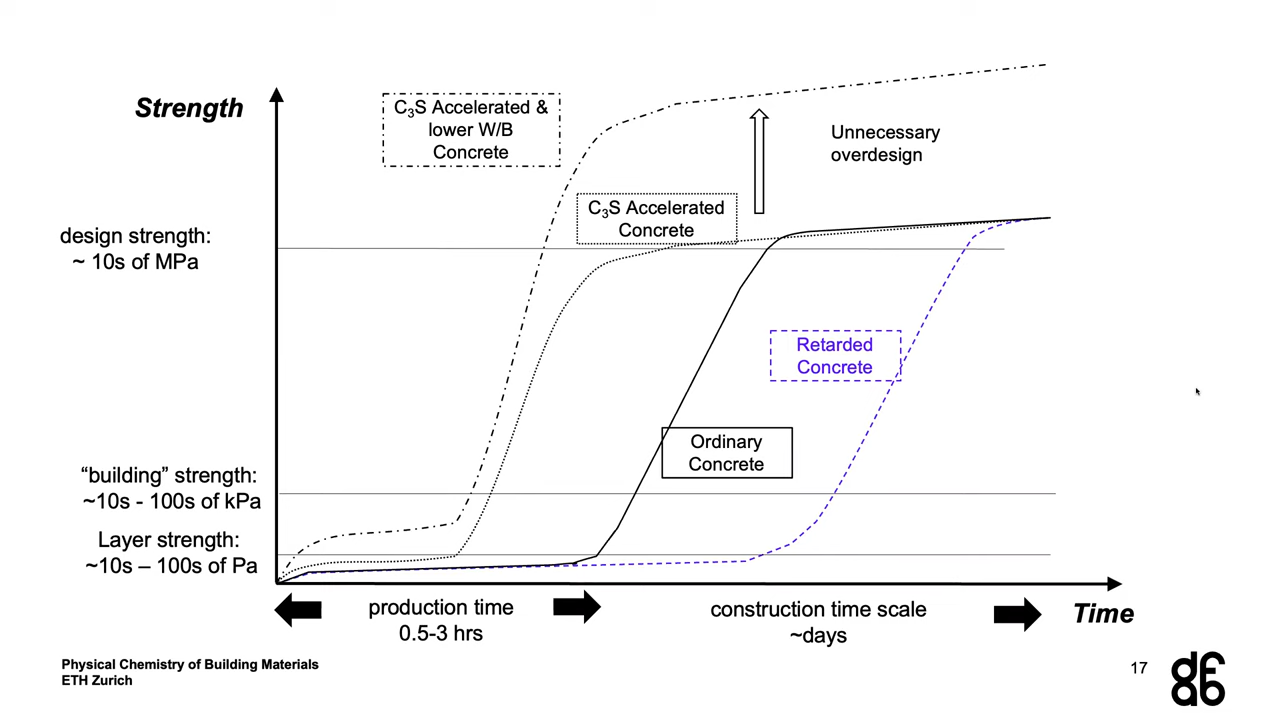 Strength
C₃S Accelerated &
lower W/B
Concrete
Unnecessary
overdesign
C₃S Accelerated
Concrete
design strength:
~ 10s of MPa
Retarded
Concrete
Ordinary
Concrete
“building” strength:
~10s - 100s of kPa
Layer strength:
~10s – 100s of Pa
production time
0.5-3 hrs
construction time scale
~days
Time
Physical Chemistry of Building Materials
ETH Zurich
17